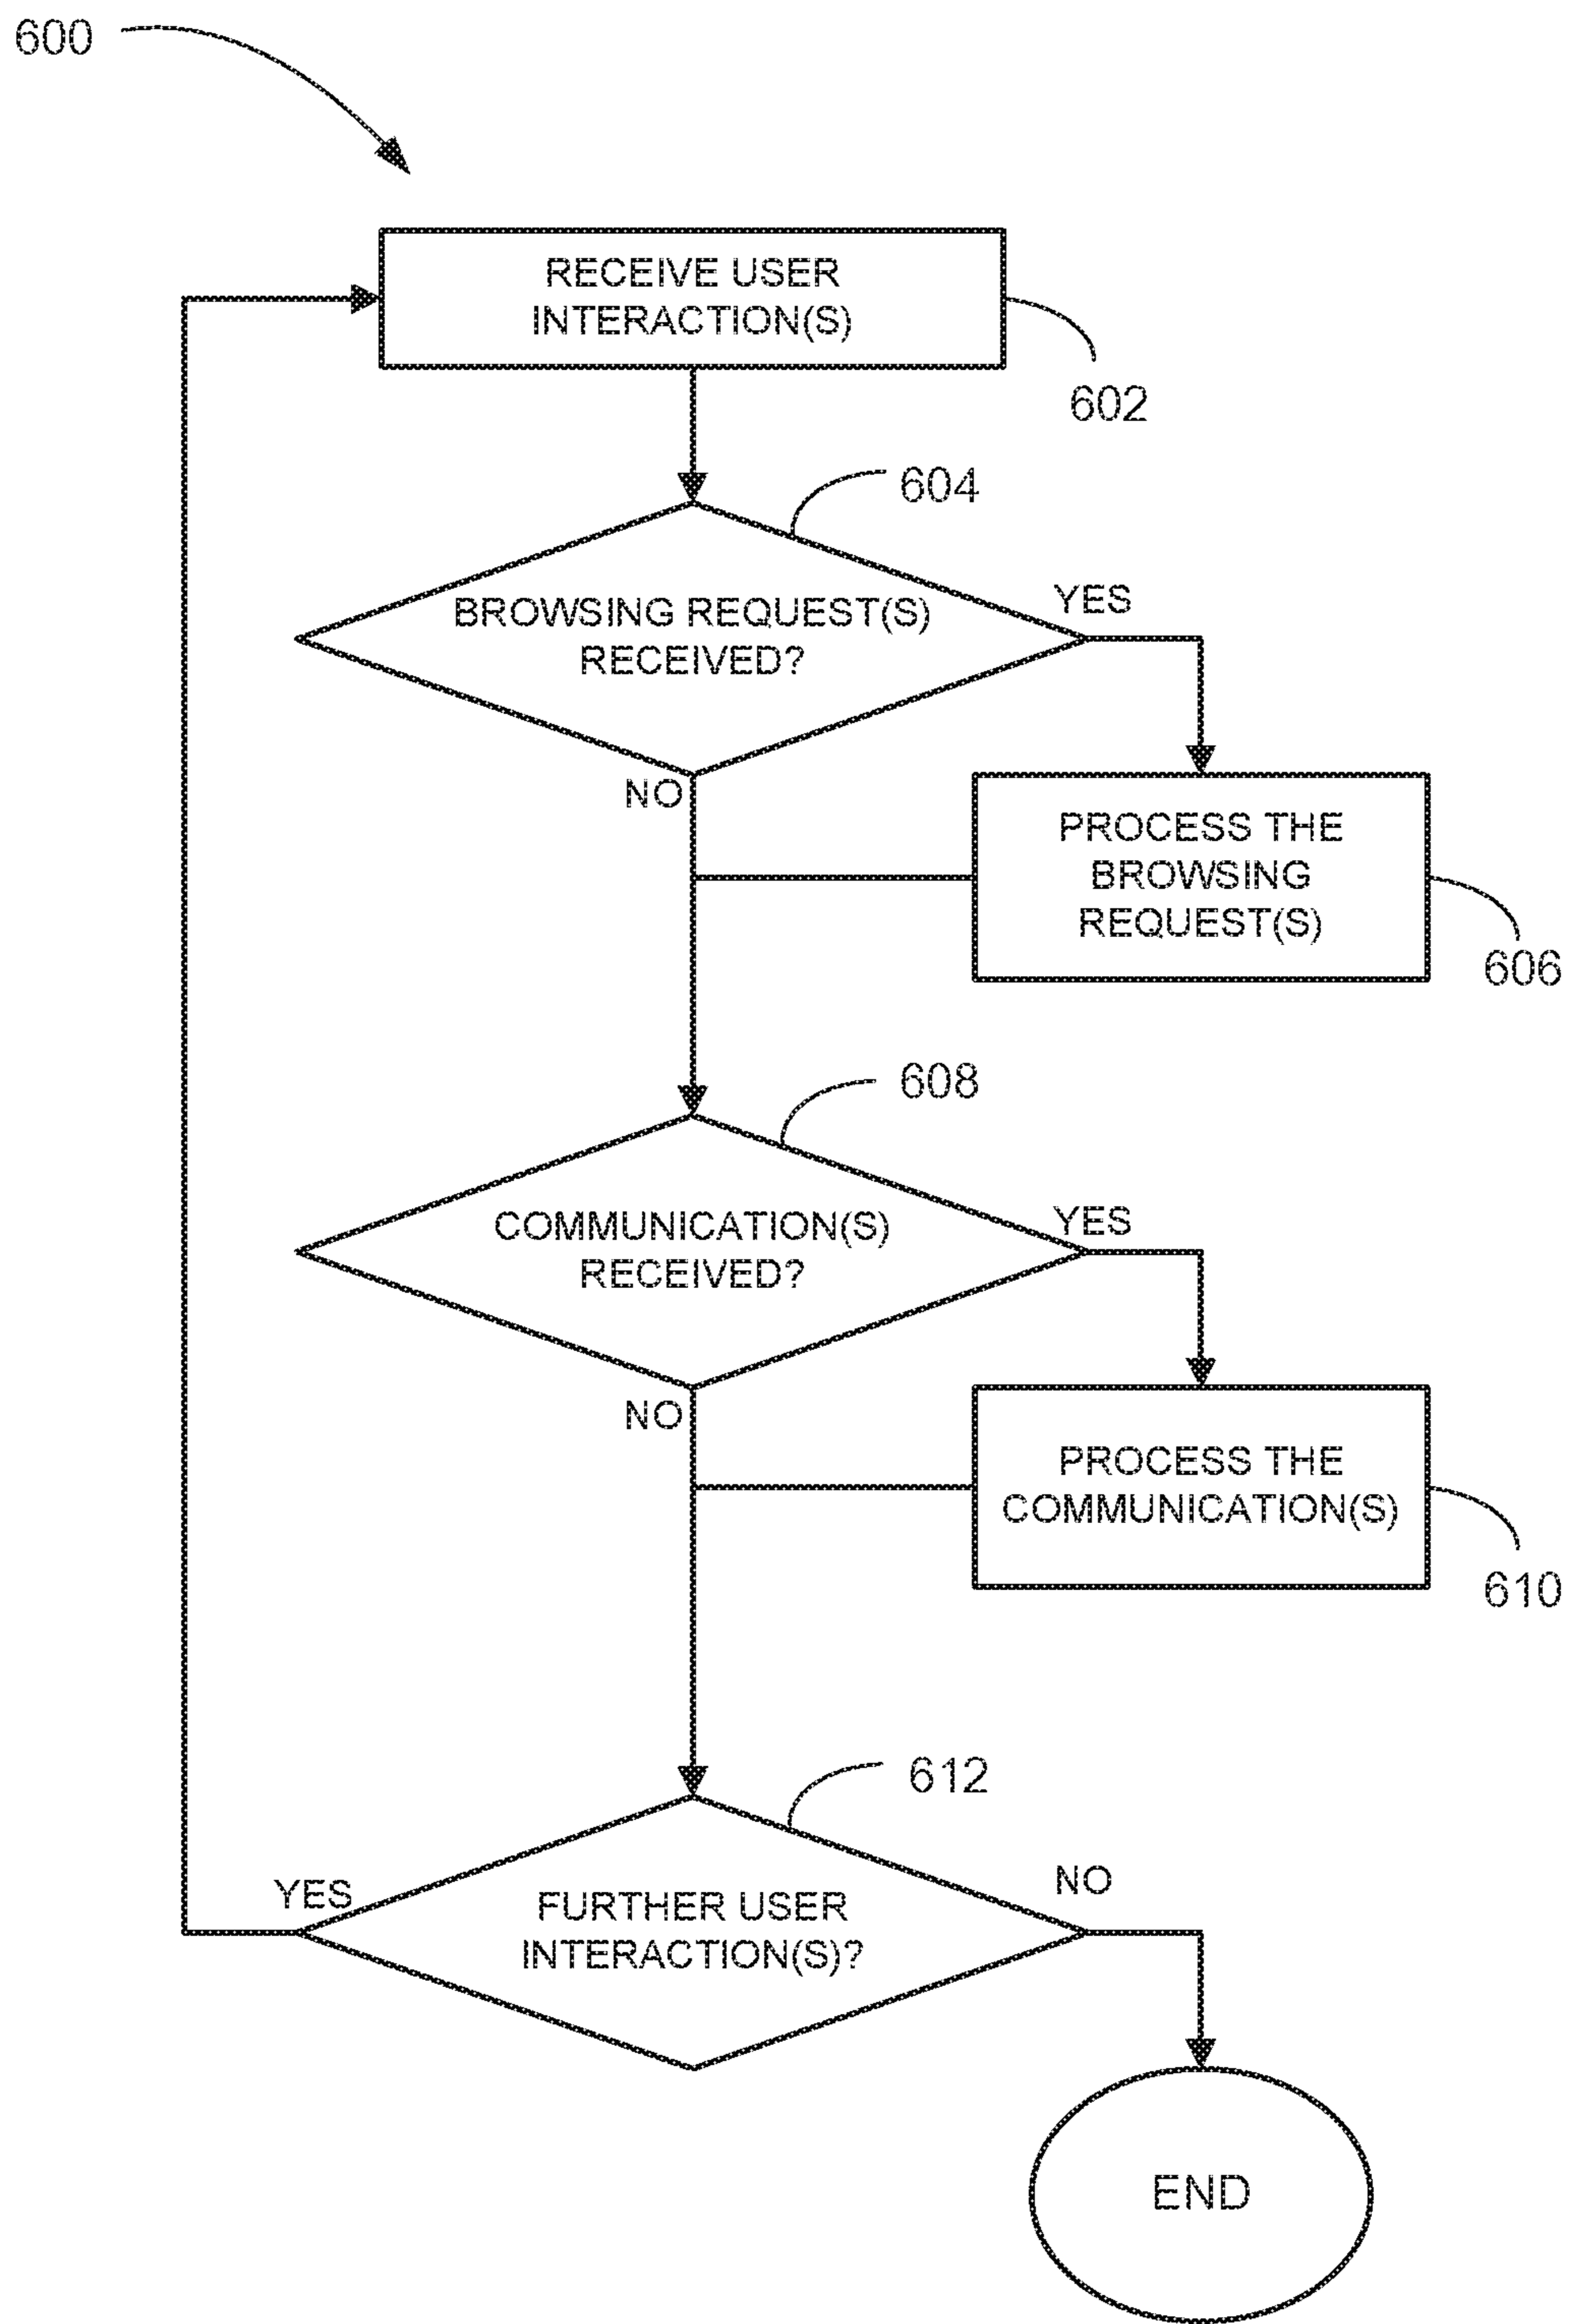 600
RECEIVE USER
INTERACTION(S)
602
604
BROWSING REQUEST(S)
RECEIVED?
YES
NO
PROCESS THE
BROWSING
REQUEST(S)
606
608
COMMUNICATION(S)
RECEIVED?
YES
NO
PROCESS THE
COMMUNICATION(S)
610
612
YES
FURTHER USER
INTERACTION(S)?
NO
END